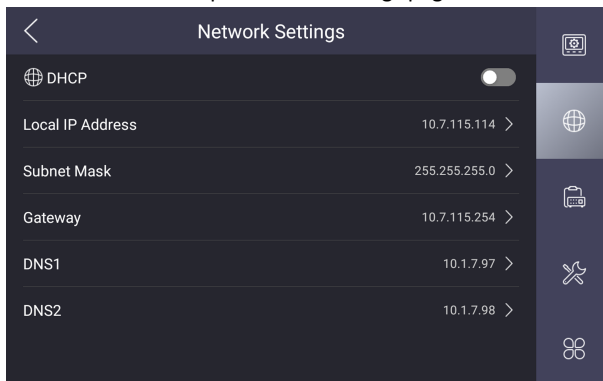 Network Settings
DHCP
Local IP Address 10.7.115.114
Subnet Mask 255.255.255.0
Gateway 10.7.115.254
DNS1 10.1.7.97
DNS2 10.1.7.98